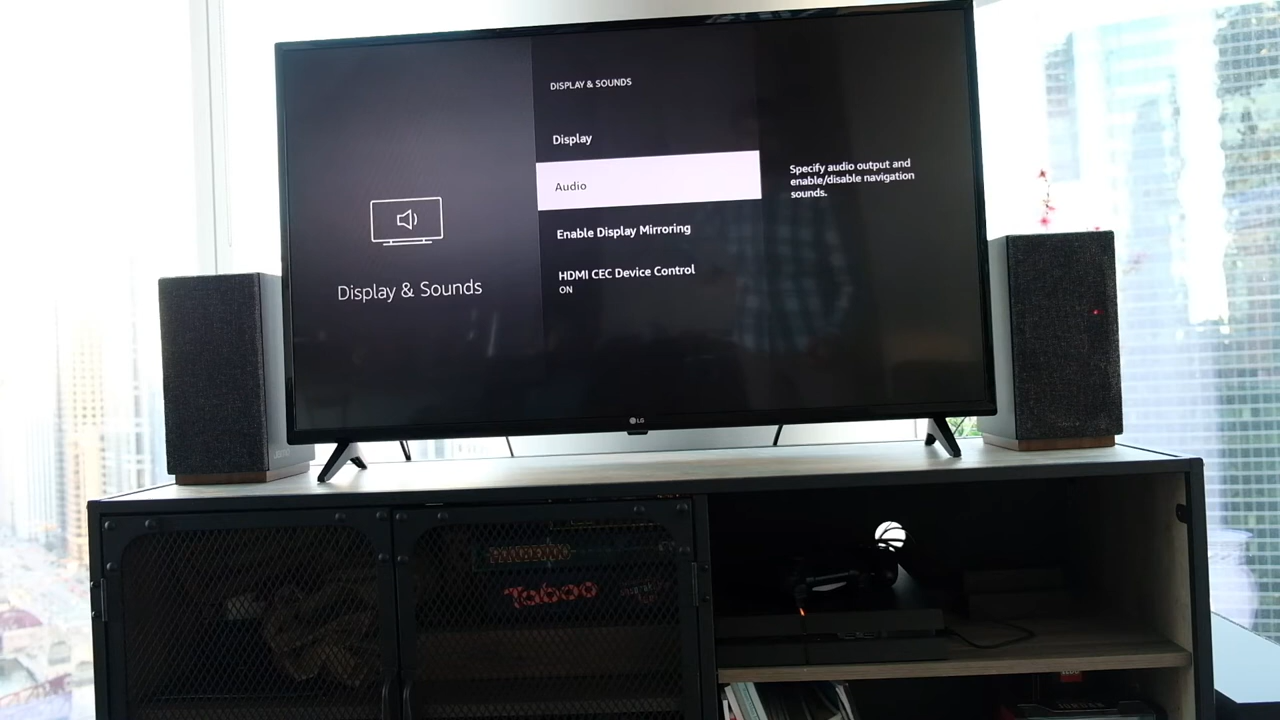 DISPLAY & SOUNDS
Display
Audio
Enable Display Mirroring
HDMI CEC Device Control
ON
Specify audio output and
enable/disable navigation
sounds.
Display & Sounds
LG
Taboo